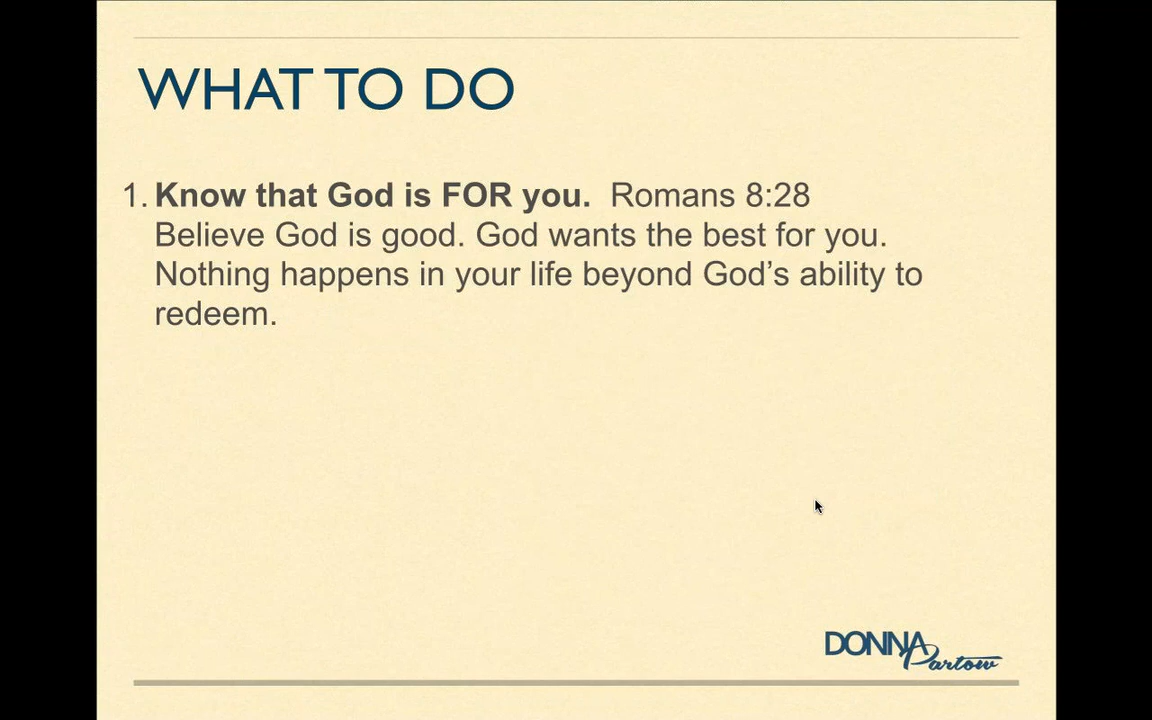 WHAT TO DO
1. Know that God is FOR you.  Romans 8:28
Believe God is good. God wants the best for you.
Nothing happens in your life beyond God’s ability to
redeem.
DONNA
Partow